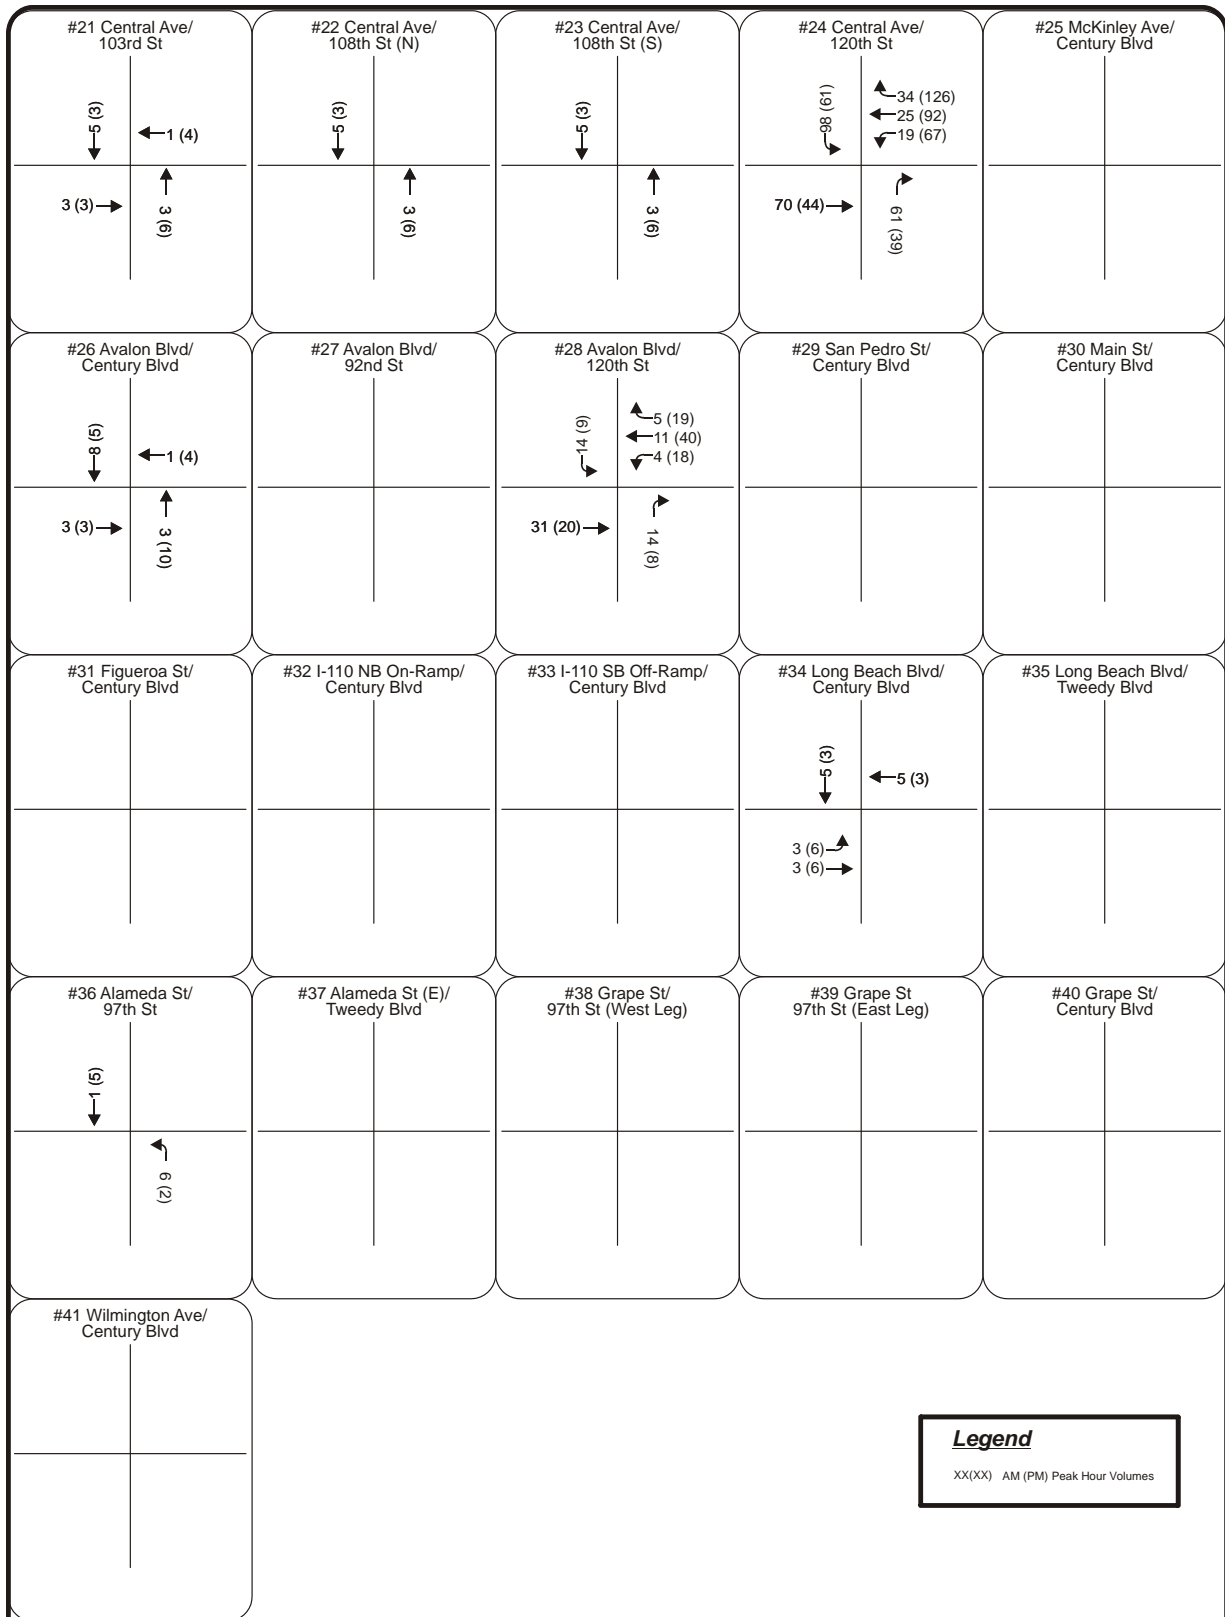 #21 Central Ave/
103rd St
5 (3)
1 (4)
3 (3)
3 (9)
#22 Central Ave/
108th St (N)
5 (3)
3 (9)
#23 Central Ave/
108th St (S)
5 (3)
3 (9)
#24 Central Ave/
120th St
98 (61)
34 (126)
25 (92)
19 (67)
70 (44)
61 (39)
#25 McKinley Ave/
Century Blvd
#26 Avalon Blvd/
Century Blvd
8 (5)
1 (4)
3 (3)
3 (10)
#27 Avalon Blvd/
92nd St
#28 Avalon Blvd/
120th St
14 (9)
5 (19)
11 (40)
4 (18)
31 (20)
14 (8)
#29 San Pedro St/
Century Blvd
#30 Main St/
Century Blvd
#31 Figueroa St/
Century Blvd
#32 I-110 NB On-Ramp/
Century Blvd
#33 I-110 SB Off-Ramp/
Century Blvd
#34 Long Beach Blvd/
Century Blvd
5 (3)
5 (3)
3 (6)
3 (6)
#35 Long Beach Blvd/
Tweedy Blvd
#36 Alameda St/
97th St
1 (5)
6 (2)
#37 Alameda St (E)/
Tweedy Blvd
#38 Grape St/
97th St (West Leg)
#39 Grape St
97th St (East Leg)
#40 Grape St/
Century Blvd
#41 Wilmington Ave/
Century Blvd
Legend
XX(XX) AM (PM) Peak Hour Volumes